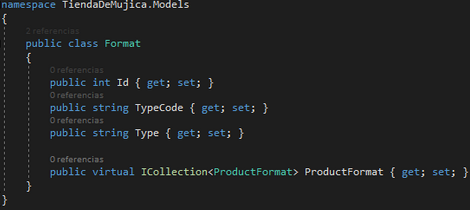 namespace TiendaDeMujica.Models
{
2 referencias
public class Format
{
0 referencias
public int Id { get; set; }
0 referencias
public string TypeCode { get; set; }
0 referencias
public string Type { get; set; }
0 referencias
public virtual ICollection<ProductFormat> ProductFormat { get; set; }
}
}